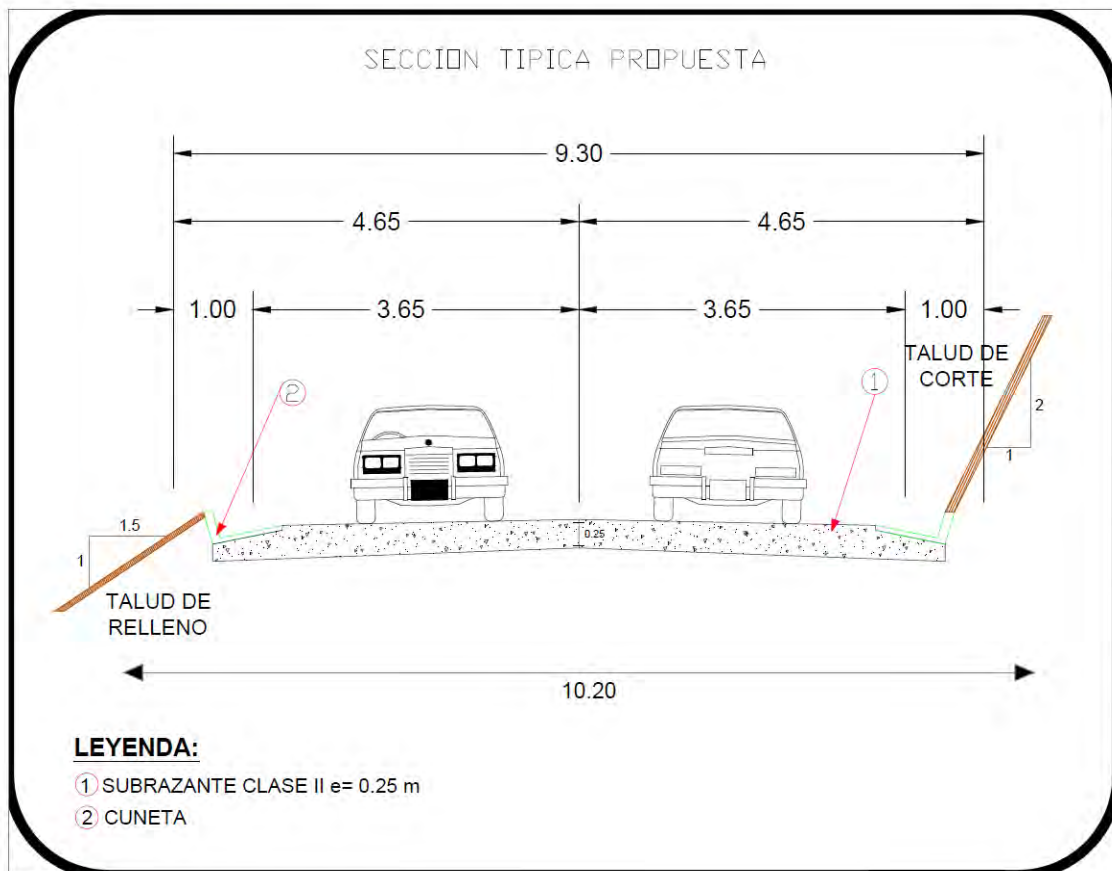 SECCION TIPICA PROPUESTA
9.30
4.65 4.65
1.00 3.65 3.65 1.00
TALUD DE
CORTE
2
1
2
1
1.5
1
0.25
TALUD DE
RELLENO
10.20
LEYENDA:
1 SUBRAZANTE CLASE II e= 0.25 m
2 CUNETA